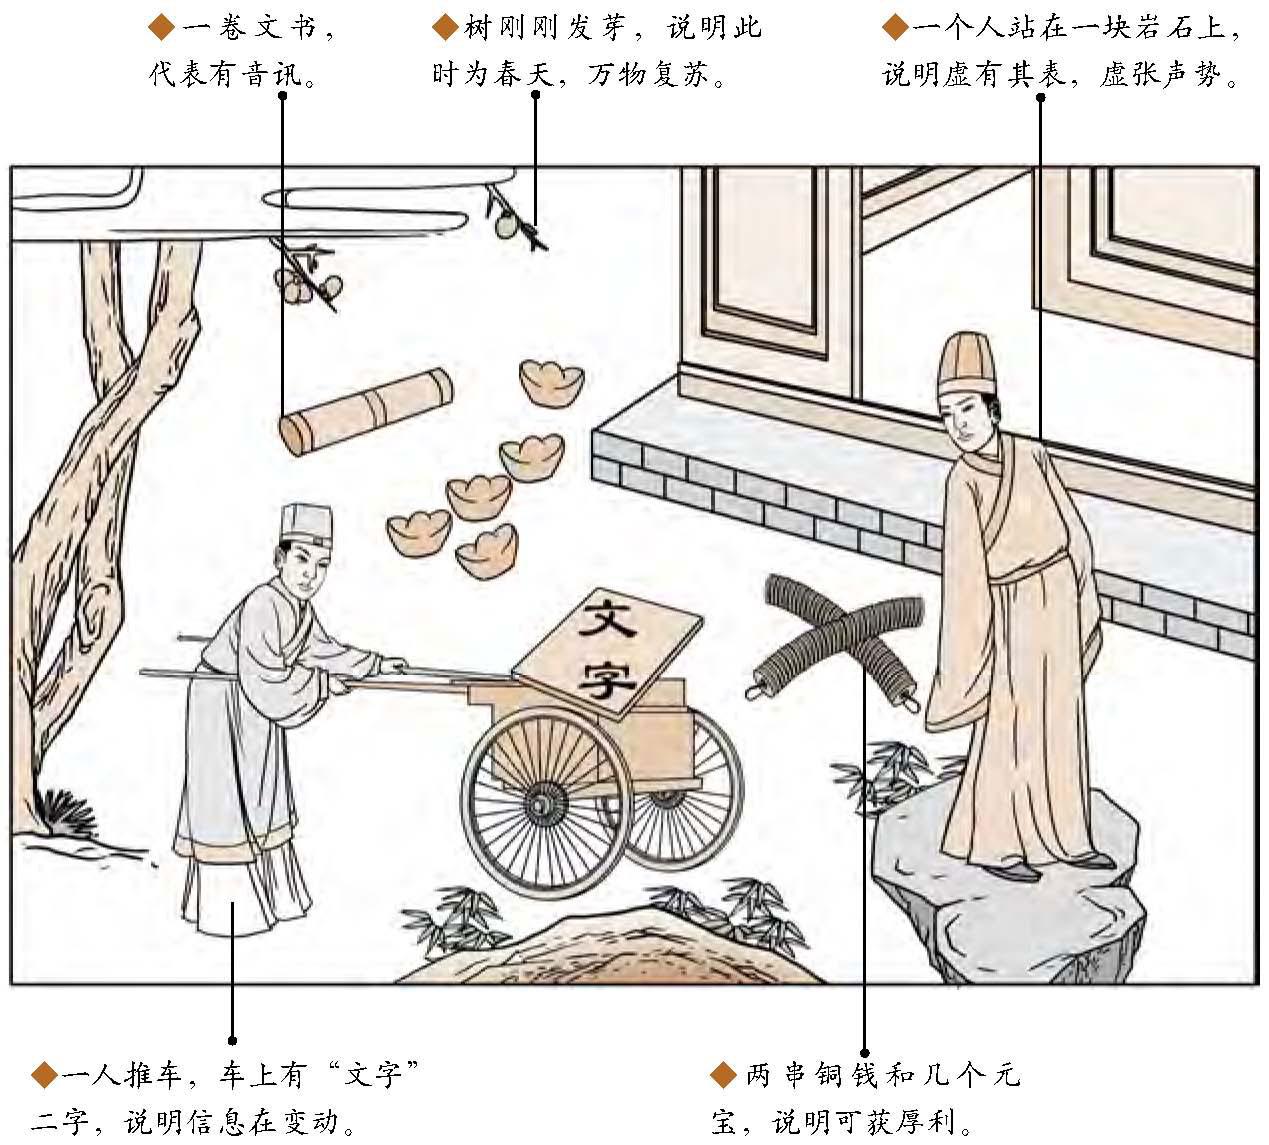 ◆一卷文书，
代表有音讯。
◆树刚刚发芽，说明此
时为春天，万物复苏。
◆一个人站在一块岩石上，
说明虚有其表，虚张声势。
文
字
◆一人推车，车上有“文字”
二字，说明信息在变动。
◆两串铜钱和几个元
宝，说明可获厚利。